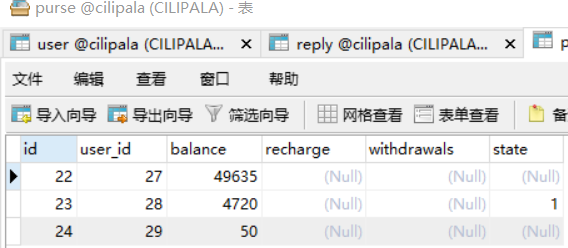 purse @cilipala (CILIPALA) - 表
user @cilipala (CILIPALA... × reply @cilipala (CILIPALA) - ... × p
文件 编辑 查看 窗口 帮助
导入向导 导出向导 筛选向导 网格查看 表单查看 备
id user_id balance recharge withdrawals state
22 27 49635 (Null) (Null) (Null)
23 28 4720 (Null) (Null) 1
24 29 50 (Null) (Null) (Null)